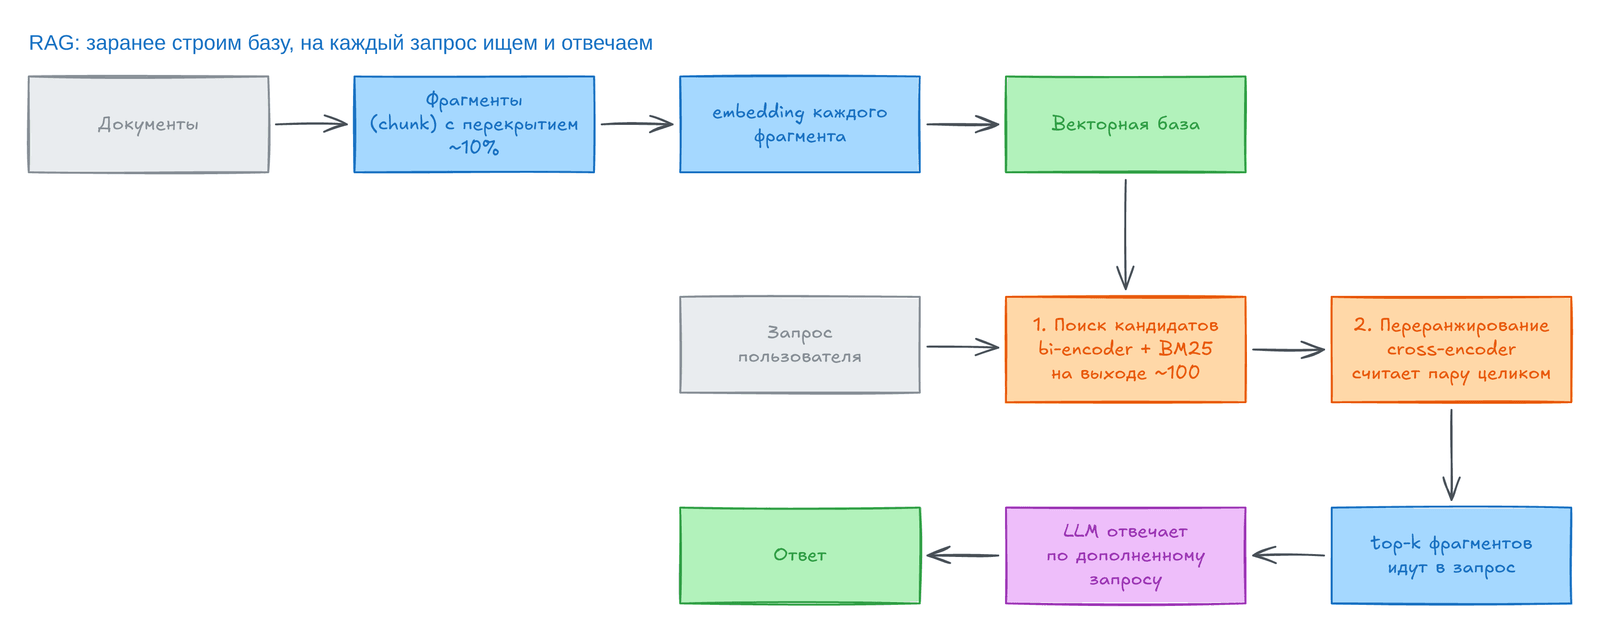 RAG: заранее строим базу, на каждый запрос ищем и отвечаем
Документы
Фрагменты
(chunk) с перекрытием
~10%
embedding каждого
фрагмента
Векторная база
Запрос
пользователя
1. Поиск кандидатов
bi-encoder + BM25
на выходе ~100
2. Переранжирование
cross-encoder
считает пару целиком
Ответ
LLM отвечает
по дополненному
запросу
top-k фрагментов
идут в запрос